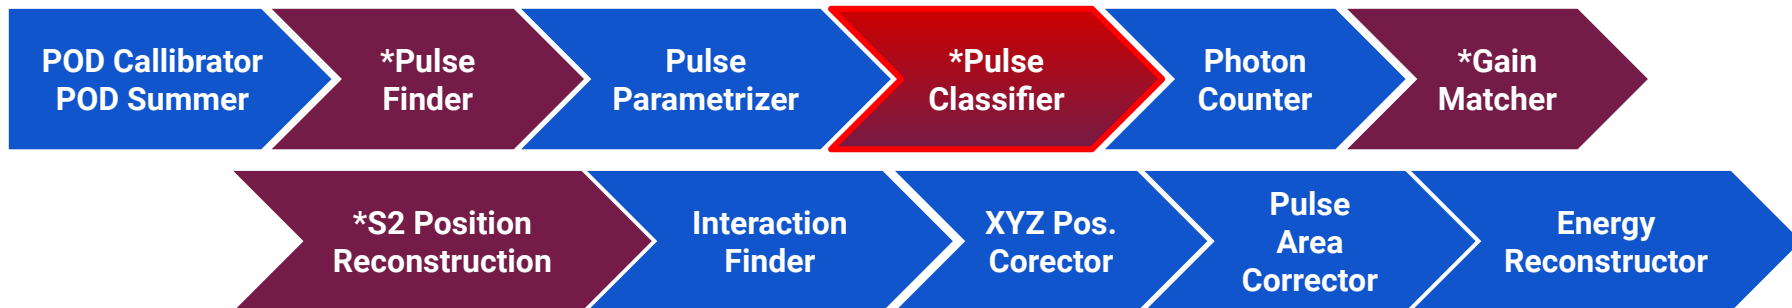 POD Callibrator
POD Summer
*Pulse
Finder
Pulse
Parametrizer
*Pulse
Classifier
Photon
Counter
*Gain
Matcher
*S2 Position
Reconstruction
Interaction
Finder
XYZ Pos.
Corector
Pulse
Area
Corrector
Energy
Reconstructor